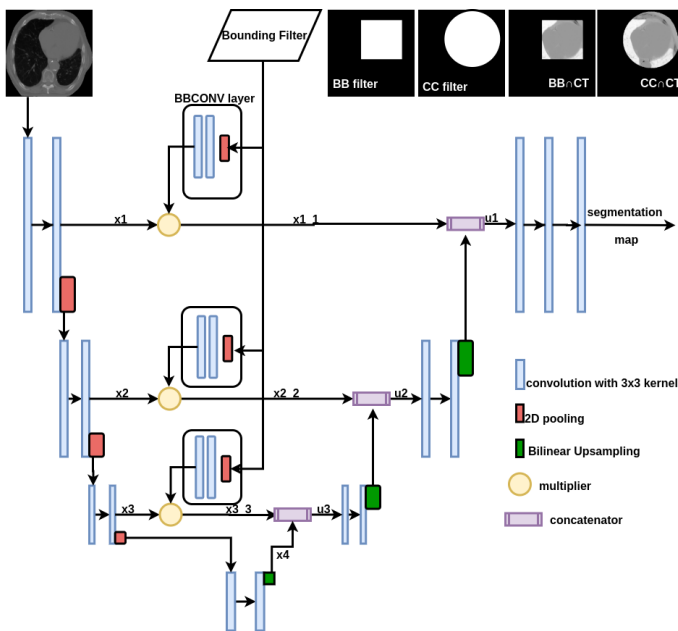 Bounding Filter
BB filter
CC filter
BB∩CT
CC∩CT
BBCONV layer
x1
x1_1
u1
segmentation
map
x2
x2_2
u2
convolution with 3x3 kernel
2D pooling
Bilinear Upsampling
multiplier
concatenator
x3
x3_3
u3
x4